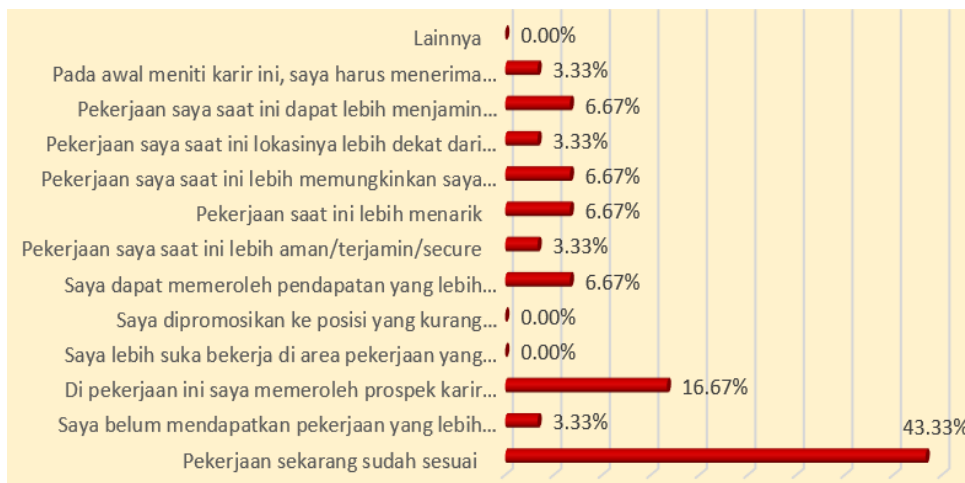 Lainnya 0.00%
Pada awal meniti karir ini, saya harus menerima... 3.33%
Pekerjaan saya saat ini dapat lebih menjamin... 6.67%
Pekerjaan saya saat ini lokasinya lebih dekat dari... 3.33%
Pekerjaan saya saat ini lebih memungkinkan saya... 6.67%
Pekerjaan saat ini lebih menarik 6.67%
Pekerjaan saya saat ini lebih aman/terjamin/secure 3.33%
Saya dapat memeroleh pendapatan yang lebih... 6.67%
Saya dipromosikan ke posisi yang kurang... 0.00%
Saya lebih suka bekerja di area pekerjaan yang... 0.00%
Di pekerjaan ini saya memeroleh prospek karir... 16.67%
Saya belum mendapatkan pekerjaan yang lebih... 3.33%
Pekerjaan sekarang sudah sesuai 43.33%